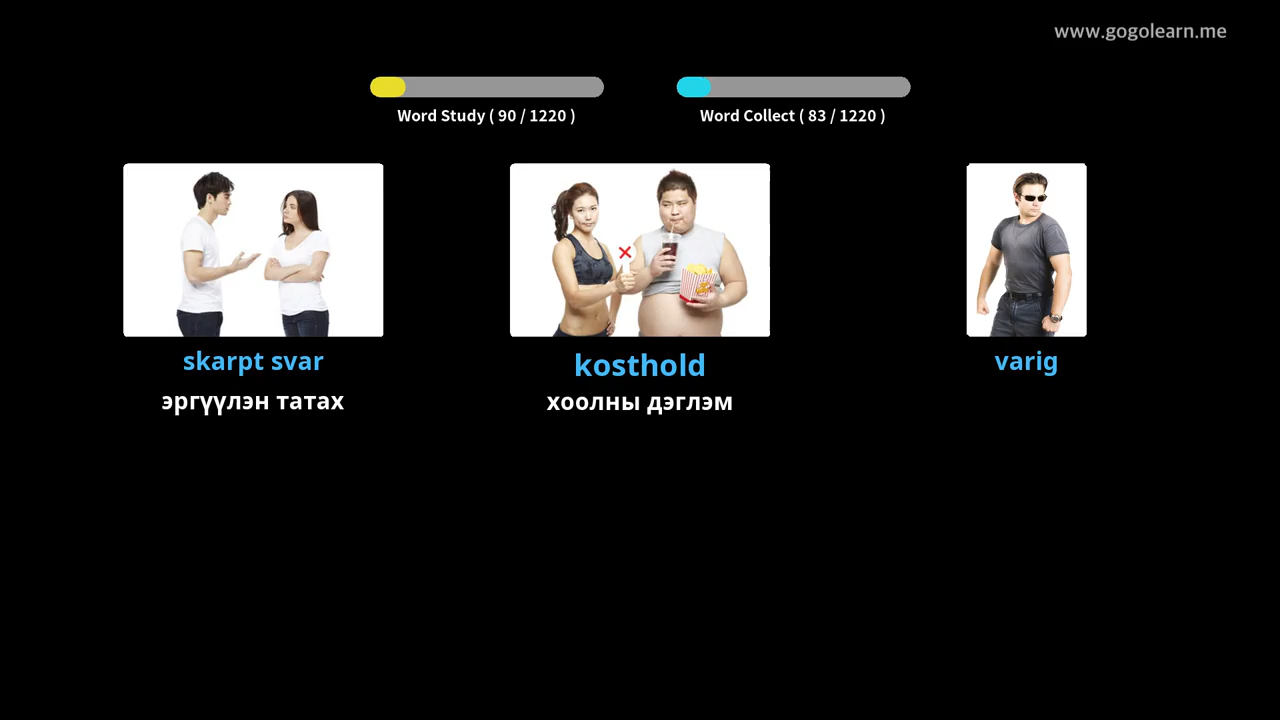 www.gogolearn.me
Word Study ( 90 / 1220 )
Word Collect ( 83 / 1220 )
skarpt svar
эргүүлэн татах
kosthold
хоолны дэглэм
varig